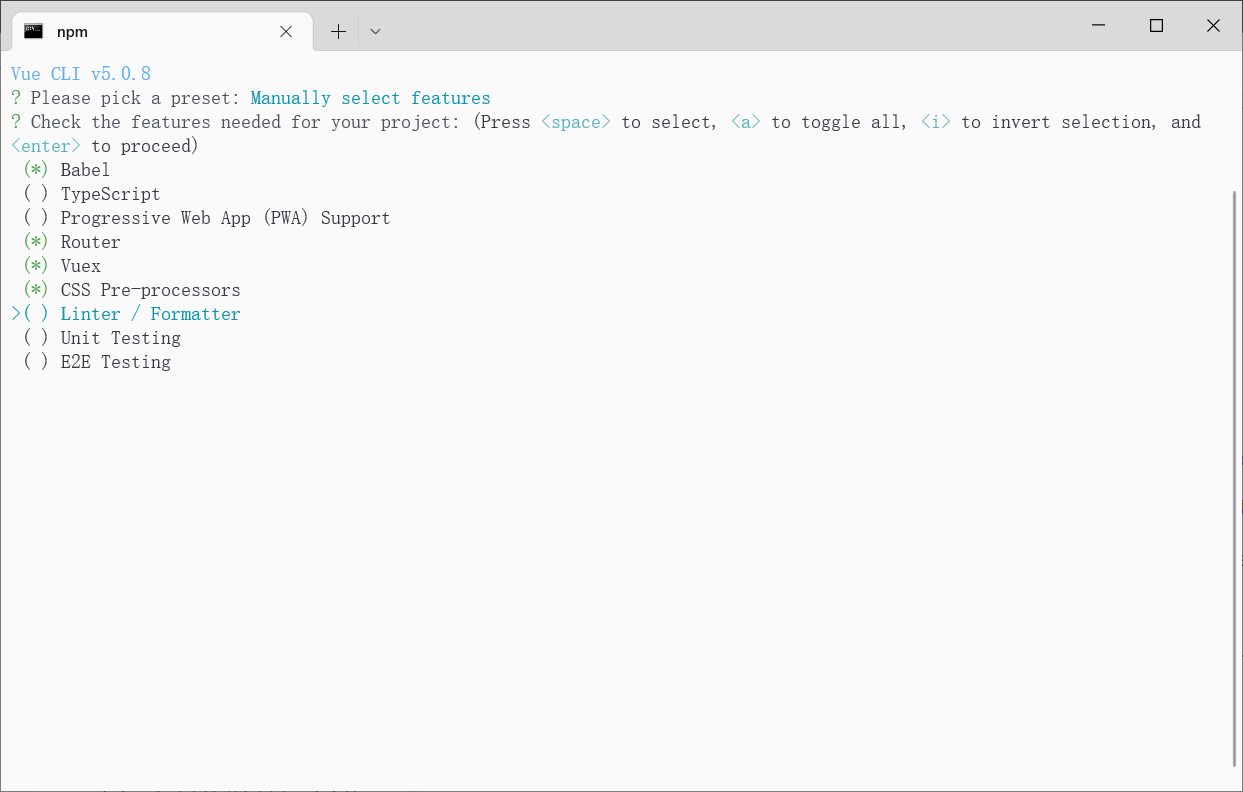 npm
Vue CLI v5.0.8
? Please pick a preset: Manually select features
? Check the features needed for your project: (Press <space> to select, <a> to toggle all, <i> to invert selection, and
<enter> to proceed)
(*) Babel
( ) TypeScript
( ) Progressive Web App (PWA) Support
(*) Router
(*) Vuex
(*) CSS Pre-processors
>( ) Linter / Formatter
( ) Unit Testing
( ) E2E Testing